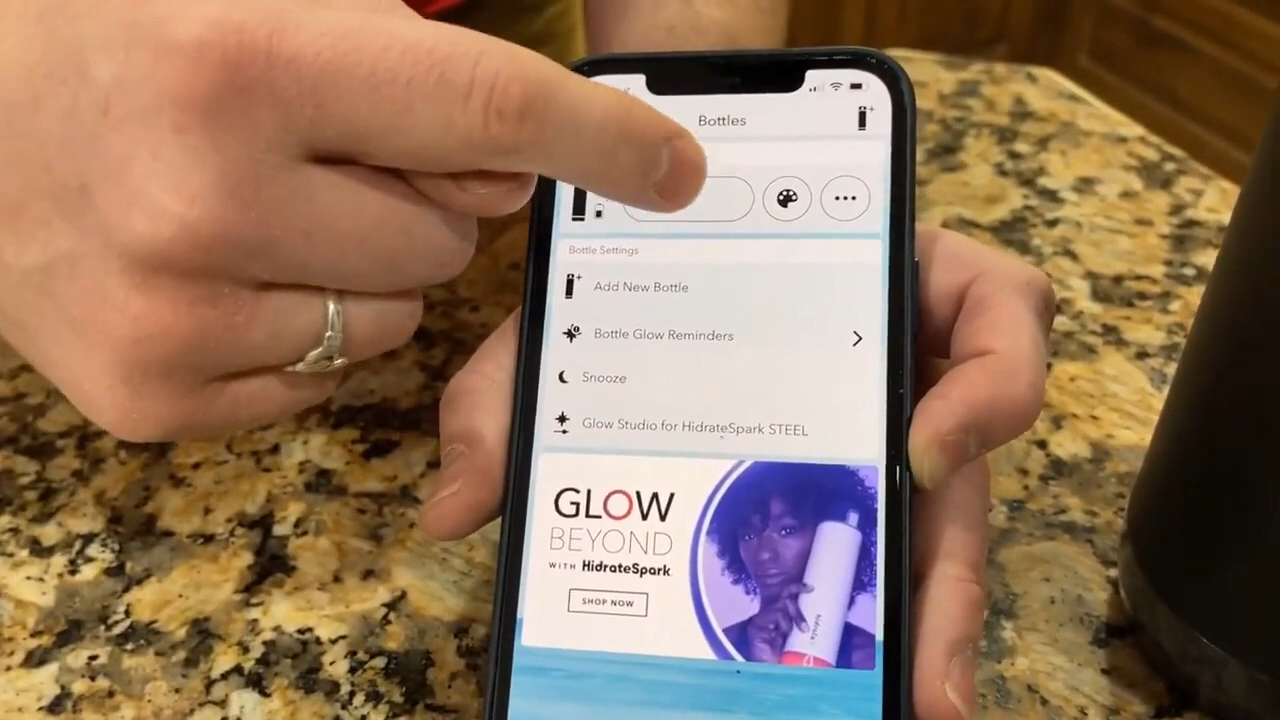 Bottles
Bottle Settings
Add New Bottle
Bottle Glow Reminders
Snooze
Glow Studio for HidrateSpark STEEL
GLOW
BEYOND
WITH HidrateSpark
SHOP NOW
hidrate